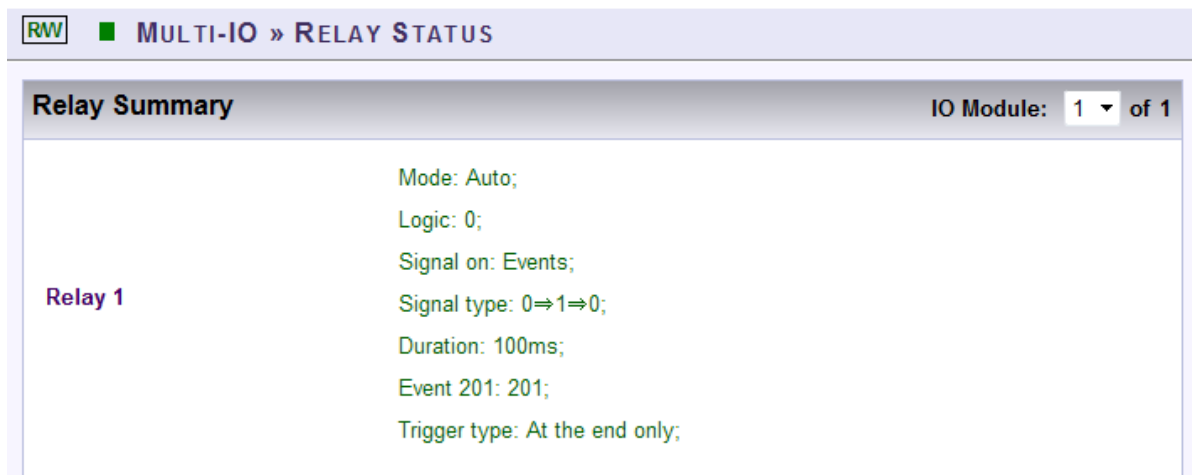 R/W MULTI-IO » RELAY STATUS
Relay Summary IO Module: 1 of 1
Mode: Auto;
Logic: 0;
Signal on: Events;
Relay 1 Signal type: 0⇒1⇒0;
Duration: 100ms;
Event 201: 201;
Trigger type: At the end only;